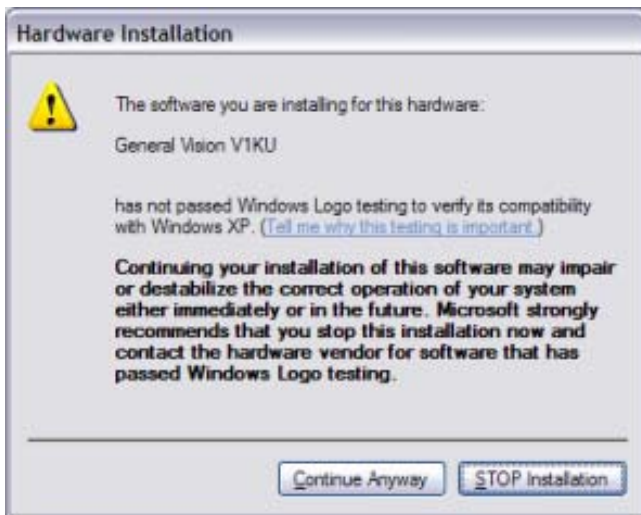 Hardware Installation
The software you are installing for this hardware:
General Vision V1KU
has not passed Windows Logo testing to verify its compatibility
with Windows XP. (Tell me why this testing is important.)
Continuing your installation of this software may impair
or destabilize the correct operation of your system
either immediately or in the future. Microsoft strongly
recommends that you stop this installation now and
contact the hardware vendor for software that has
passed Windows Logo testing.
Continue Anyway
STOP Installation